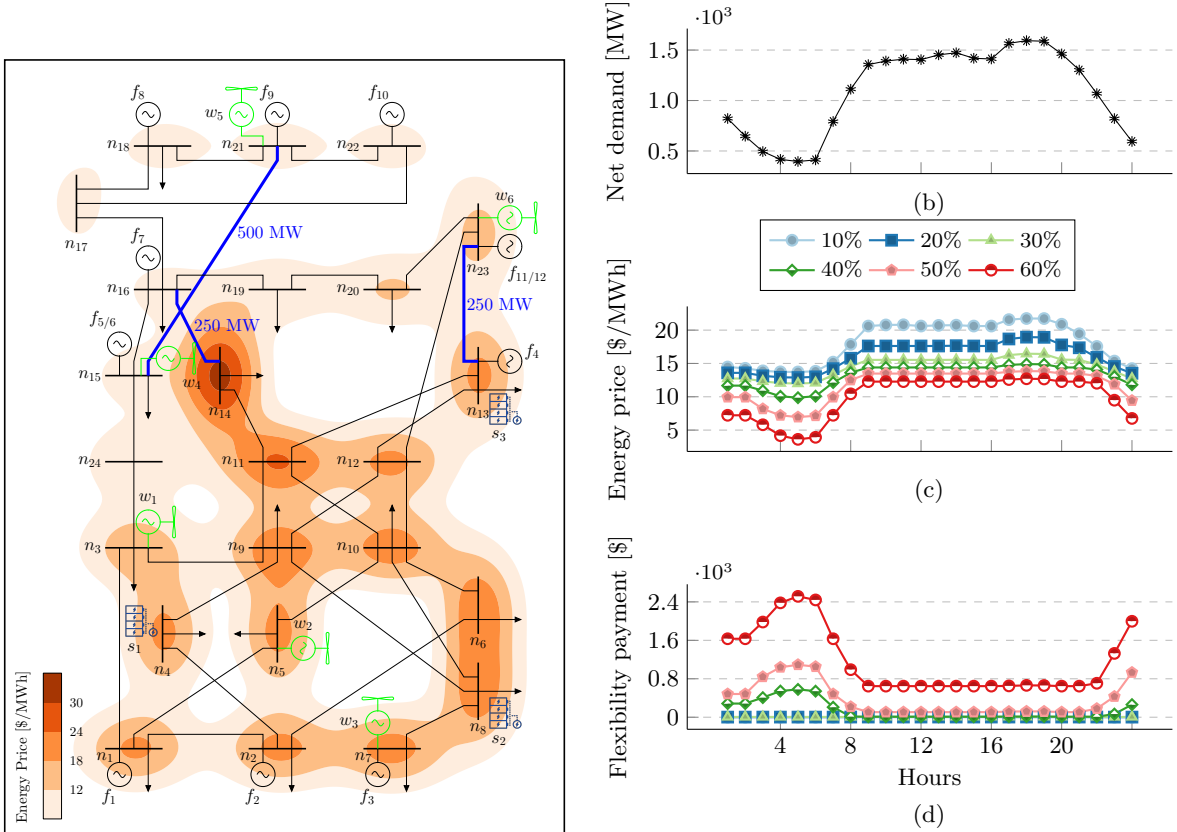 f8
w5
f9
f10
n18
n21
n22
n17
f7
500 MW
w6
n23
f11/12
n16
n19
n20
250 MW
250 MW
f5/6
w4
f4
n15
n14
n13
s3
n24
n11
n12
w1
n3
n9
n10
s1
n4
w2
n5
n6
w3
n8
s2
n1
n2
n7
f1
f2
f3
Energy Price [$/MWh]
30
24
18
12
·10³
Net demand [MW]
1.5
1.0
0.5
(b)
10% 20% 30%
40% 50% 60%
Energy price [$/MWh]
20
15
10
5
(c)
·10³
Flexibility payment [$]
2.4
1.6
0.8
0
4 8 12 16 20
Hours
(d)